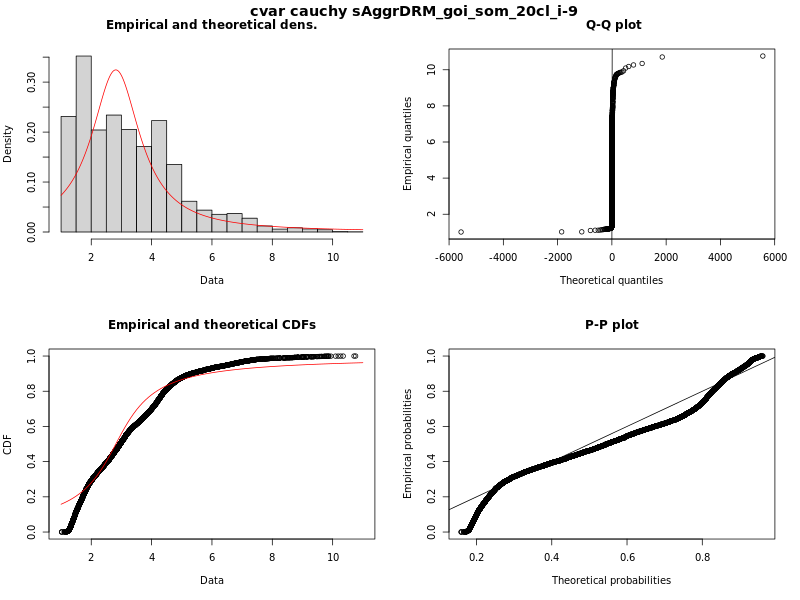 cvar cauchy sAggrDRM_goi_som_20cl_i-9
Empirical and theoretical dens.
Density
0.00 0.10 0.20 0.30
2 4 6 8 10
Data
Q-Q plot
Empirical quantiles
2 4 6 8 10
-6000 -4000 -2000 0 2000 4000 6000
Theoretical quantiles
Empirical and theoretical CDFs
CDF
0.0 0.2 0.4 0.6 0.8 1.0
2 4 6 8 10
Data
P-P plot
Empirical probabilities
0.0 0.2 0.4 0.6 0.8 1.0
0.2 0.4 0.6 0.8
Theoretical probabilities